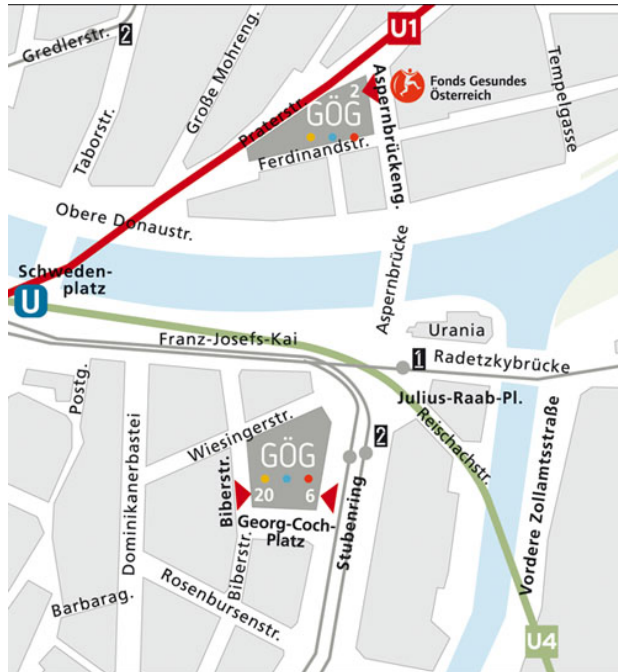 U1
2
Gredlerstr.
Große Mohreng.
Taborstr.
Praterstr.
2
GÖG
Aspernbrückeng.
Fonds Gesundes
Österreich
Tempelgasse
Ferdinandstr.
Obere Donaustr.
Schweden-
platz
U
Aspernbrücke
Urania
Franz-Josefs-Kai
1
Radetzkybrücke
Julius-Raab-Pl.
Postg.
Dominikanerbastei
Wiesingerstr.
Biberstr.
GÖG
20
6
Georg-Coch-
Platz
2
Stubenring
Reischachstr.
Vordere Zollamtsstraße
Biberstr.
Rosenbursenstr.
Barbarag.
U4